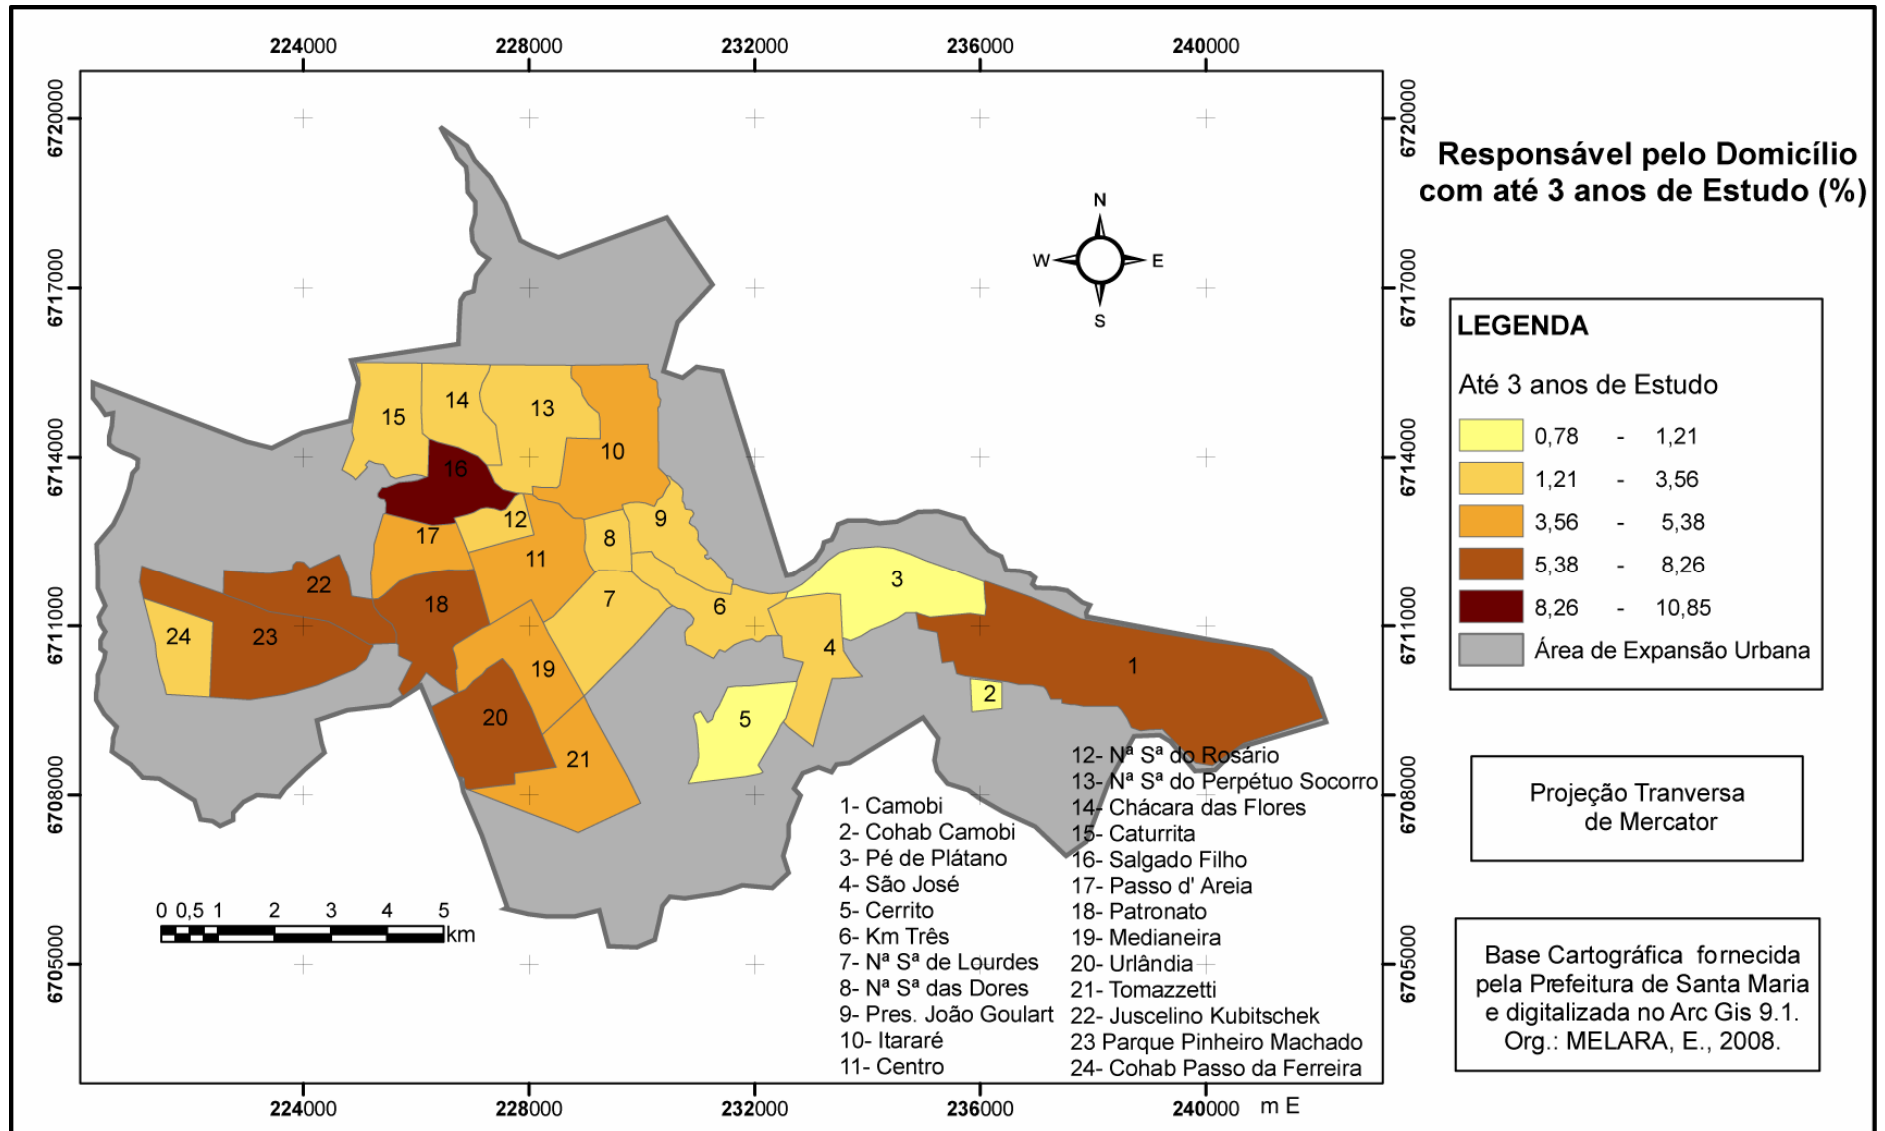 224000 228000 232000 236000 240000
6720000
6717000
6714000
6711000
6708000
6705000
6720000
6717000
6714000
6711000
6708000
6705000
N
W E
S
15
14
13
10
16
12
9
17
8
11
3
22
18
7
6
24
23
4
19
1
2
20
5
21
0 0,5 1 2 3 4 5
km
1- Camobi
2- Cohab Camobi
3- Pé de Plátano
4- São José
5- Cerrito
6- Km Três
7- Nª Sª de Lourdes
8- Nª Sª das Dores
9- Pres. João Goulart
10- Itararé
11- Centro
12- Nª Sª do Rosário
13- Nª Sª do Perpétuo Socorro
14- Chácara das Flores
15- Caturrita
16- Salgado Filho
17- Passo d' Areia
18- Patronato
19- Medianeira
20- Urlândia
21- Tomazzetti
22- Juscelino Kubitschek
23 Parque Pinheiro Machado
24- Cohab Passo da Ferreira
224000 228000 232000 236000 240000 m E
Responsável pelo Domicílio
com até 3 anos de Estudo (%)
LEGENDA
Até 3 anos de Estudo
0,78 - 1,21
1,21 - 3,56
3,56 - 5,38
5,38 - 8,26
8,26 - 10,85
Área de Expansão Urbana
Projeção Tranversa
de Mercator
Base Cartográfica fornecida
pela Prefeitura de Santa Maria
e digitalizada no Arc Gis 9.1.
Org.: MELARA, E., 2008.